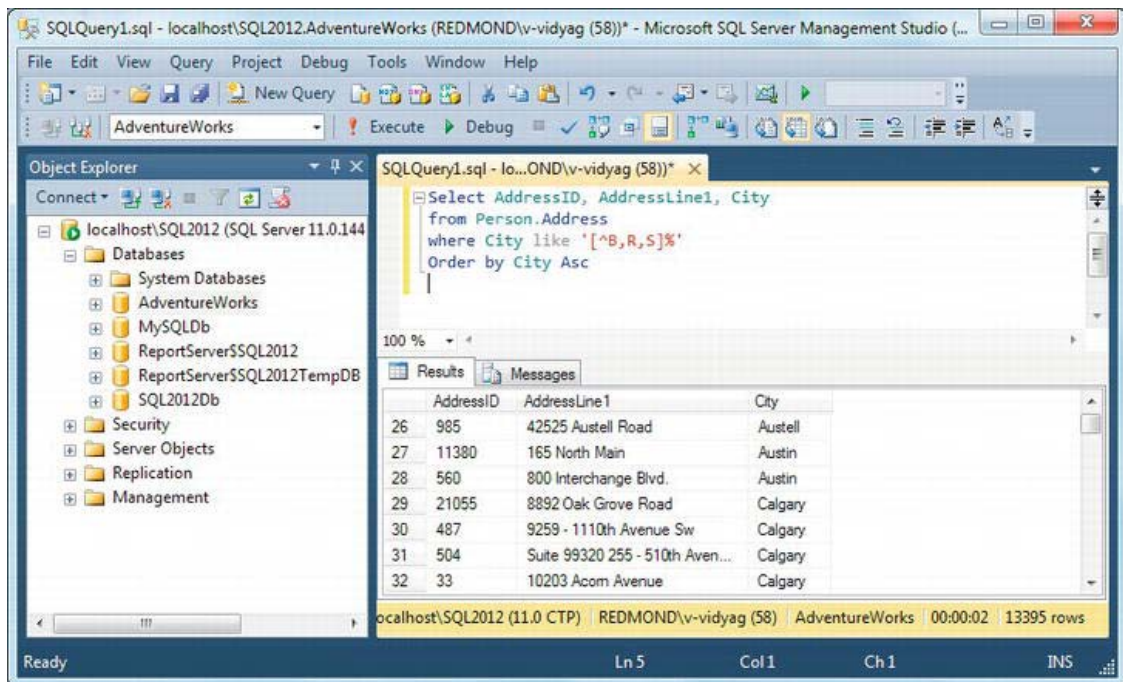 SQLQuery1.sql - localhost\SQL2012.AdventureWorks (REDMOND\v-vidyag (58))* - Microsoft SQL Server Management Studio (...
File Edit View Query Project Debug Tools Window Help
New Query
AdventureWorks Execute Debug
Object Explorer
Connect
localhost\SQL2012 (SQL Server 11.0.144
Databases
System Databases
AdventureWorks
MySQLDb
ReportServer$SQL2012
ReportServer$SQL2012TempDB
SQL2012Db
Security
Server Objects
Replication
Management
SQLQuery1.sql - lo...OND\v-vidyag (58))*
Select AddressID, AddressLine1, City
from Person.Address
where City like '[^B,R,S]%'
Order by City Asc
100 %
Results Messages
AddressID AddressLine1 City
26 985 42525 Austell Road Austell
27 11380 165 North Main Austin
28 560 800 Interchange Blvd. Austin
29 21055 8892 Oak Grove Road Calgary
30 487 9259 - 1110th Avenue Sw Calgary
31 504 Suite 99320 255 - 510th Aven... Calgary
32 33 10203 Acorn Avenue Calgary
ocalhost\SQL2012 (11.0 CTP) REDMOND\v-vidyag (58) AdventureWorks 00:00:02 13395 rows
Ready Ln 5 Col 1 Ch 1 INS